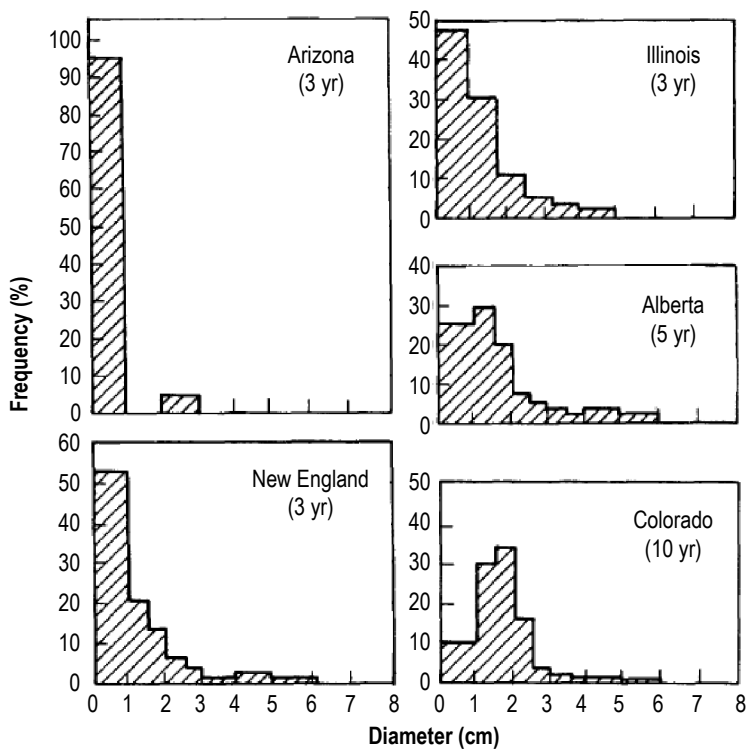 Frequency (%)
100
90
80
70
60
50
40
30
20
10
0
Arizona
(3 yr)
50
40
30
20
10
0
Illinois
(3 yr)
40
30
20
10
0
Alberta
(5 yr)
60
50
40
30
20
10
0
New England
(3 yr)
0 1 2 3 4 5 6 7 8
50
40
30
20
10
0
Colorado
(10 yr)
0 1 2 3 4 5 6 7 8
Diameter (cm)